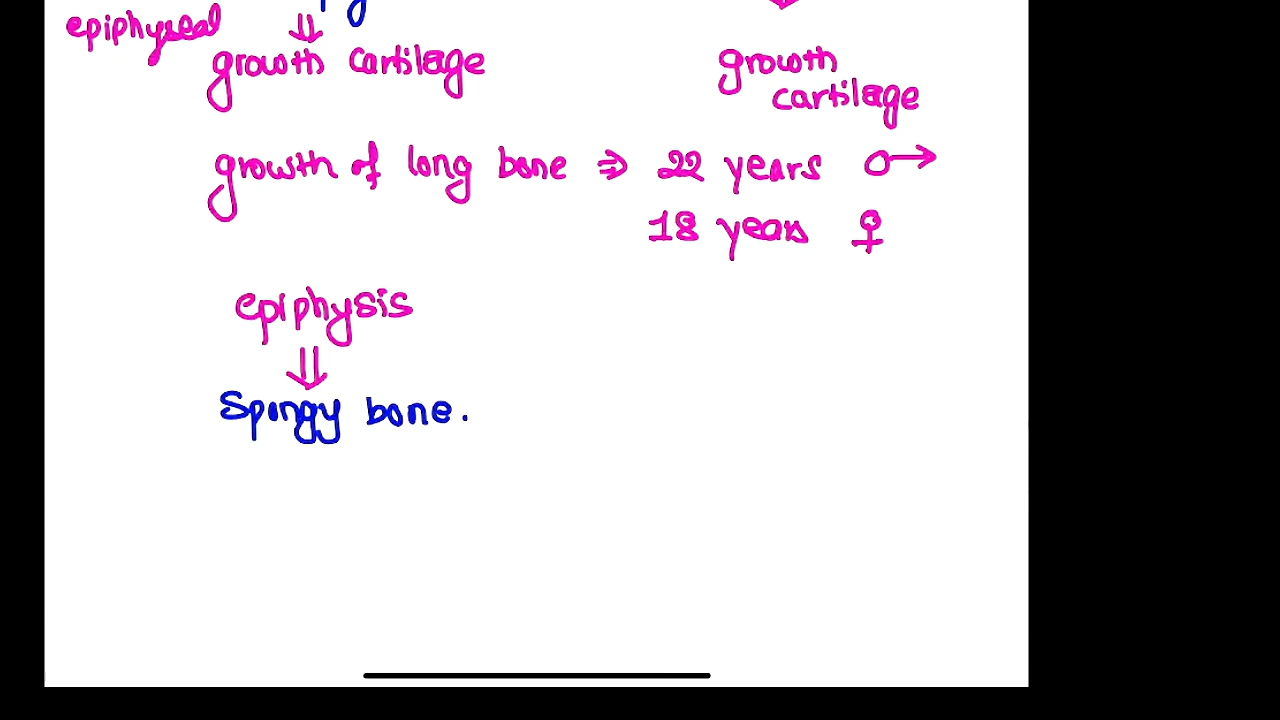 epiphyseal
⇓
growth cartilage
growth
cartilage
growth of long bone ⇒ 22 years ♂
18 years ♀
epiphysis
⇓
Spongy bone.